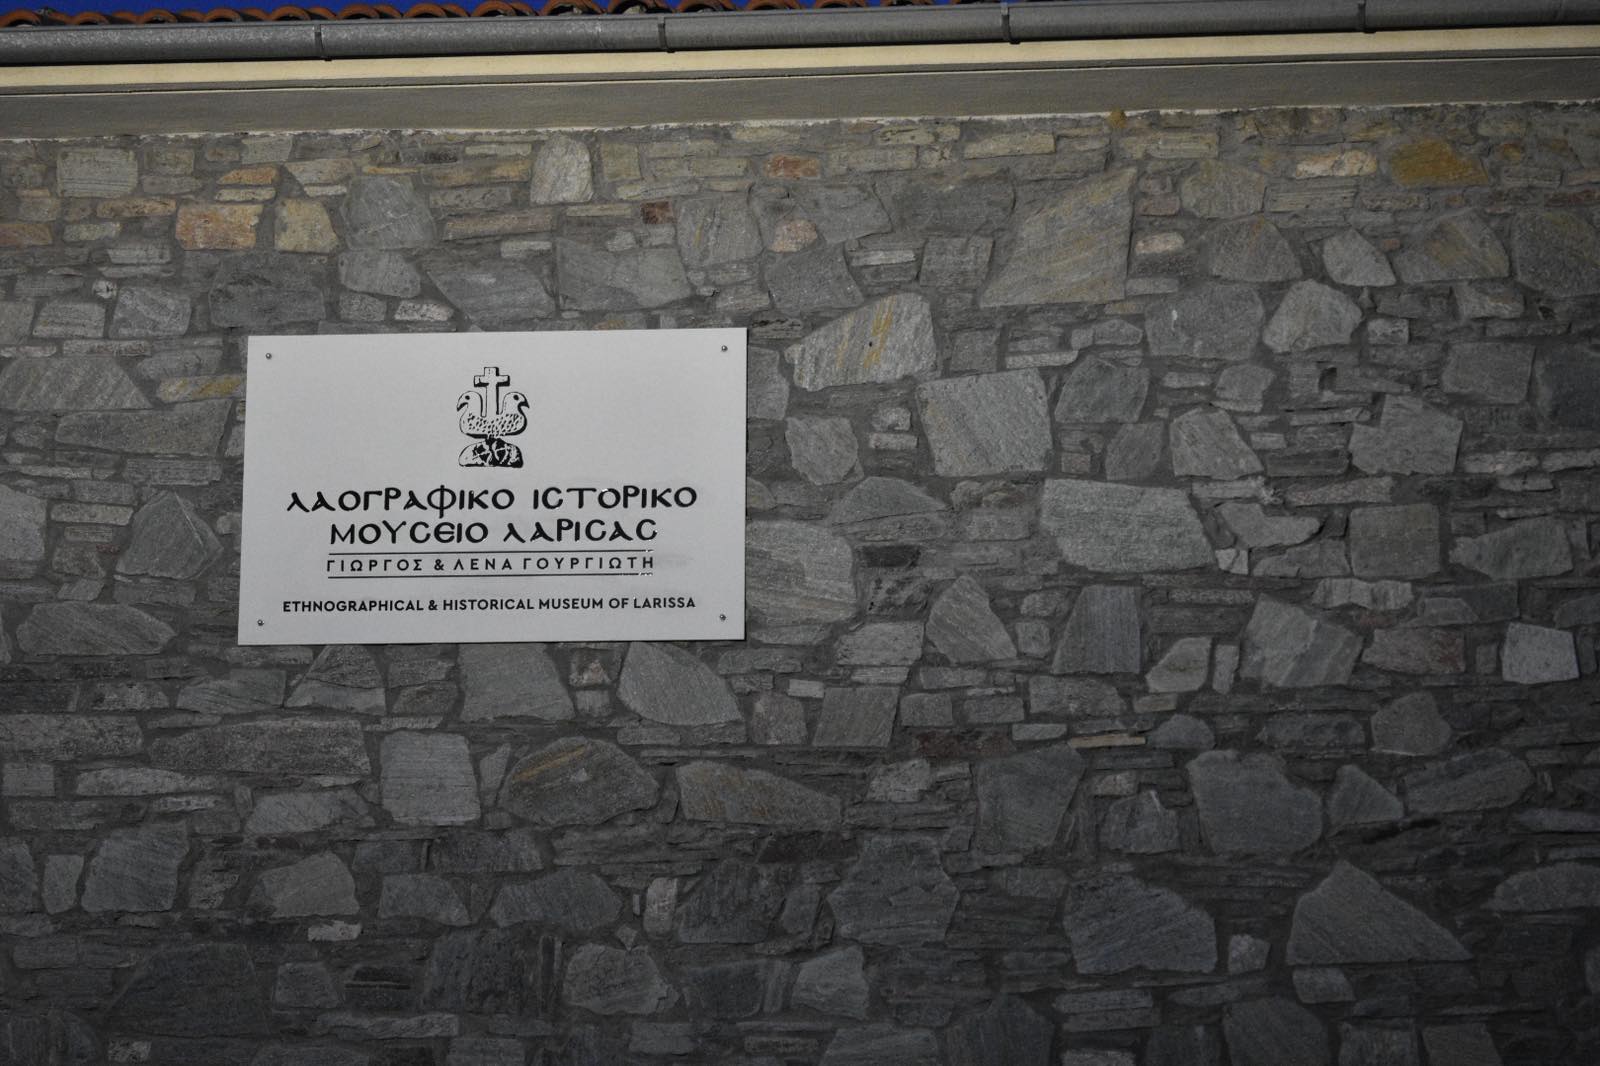 ΛΑΟΓΡΑΦΙΚΟ ΙϹΤΟΡΙΚΟ
ΜΟΥϹΕΙΟ ΛΑΡΙϹΑϹ
ΓΙΩΡΓΟΣ & ΛΕΝΑ ΓΟΥΡΓΙΩΤΗ
ETHNOGRAPHICAL & HISTORICAL MUSEUM OF LARISSA